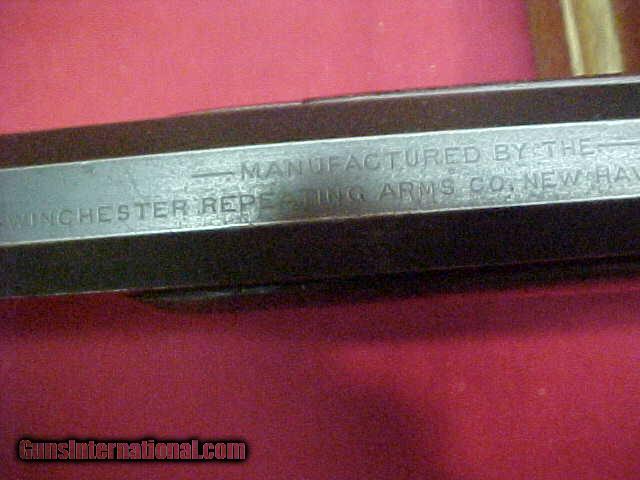 —MANUFACTURED BY THE—
-WINCHESTER REPEATING ARMS CO. NEW HAV
GunsInternational.com